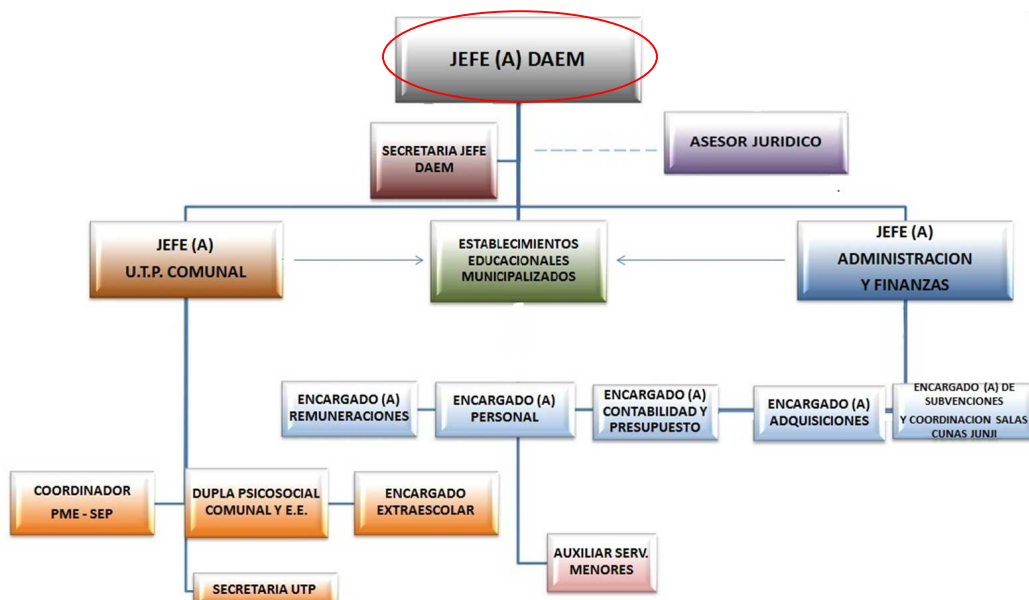 JEFE (A) DAEM
SECRETARIA JEFE
DAEM
ASESOR JURIDICO
JEFE (A)
U.T.P. COMUNAL
ESTABLECIMIENTOS
EDUCACIONALES
MUNICIPALIZADOS
JEFE (A)
ADMINISTRACION
Y FINANZAS
ENCARGADO (A)
REMUNERACIONES
ENCARGADO (A)
PERSONAL
ENCARGADO (A)
CONTABILIDAD Y
PRESUPUESTO
ENCARGADO (A)
ADQUISICIONES
ENCARGADO (A) DE
SUBVENCIONES
Y COORDINACION SALAS
CUNAS JUNJI
COORDINADOR
PME - SEP
DUPLA PSICOSOCIAL
COMUNAL Y E.E.
ENCARGADO
EXTRAESCOLAR
AUXILIAR SERV.
MENORES
SECRETARIA UTP